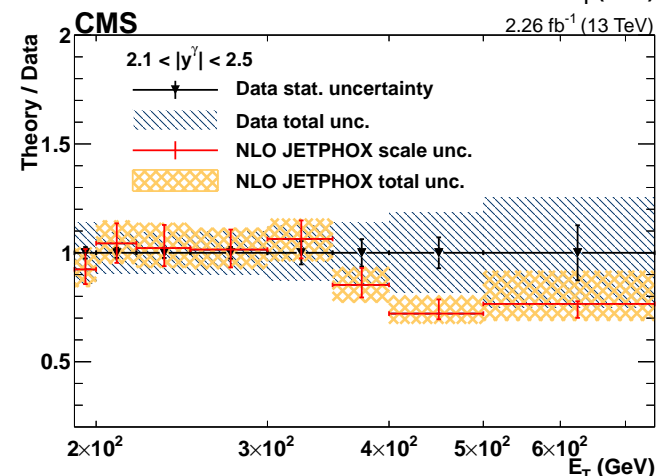 CMS
2.26 fb⁻¹ (13 TeV)
Theory / Data
2
1.5
1
0.5
2.1 < |y^γ| < 2.5
Data stat. uncertainty
Data total unc.
NLO JETPHOX scale unc.
NLO JETPHOX total unc.
2×10² 3×10² 4×10² 5×10² 6×10²
E_T (GeV)